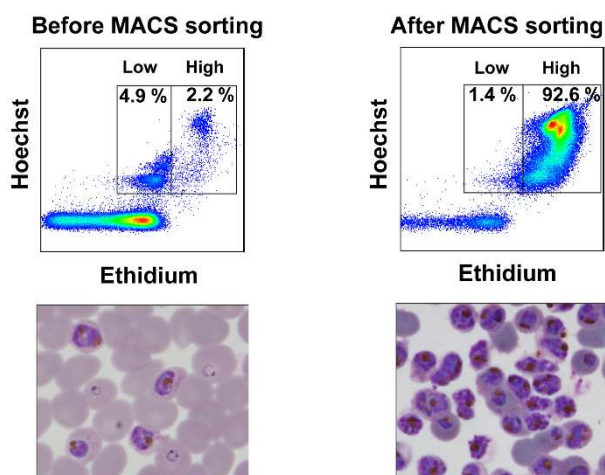 Before MACS sorting
Low High
4.9 % 2.2 %
Hoechst
Ethidium
After MACS sorting
Low High
1.4 % 92.6 %
Hoechst
Ethidium